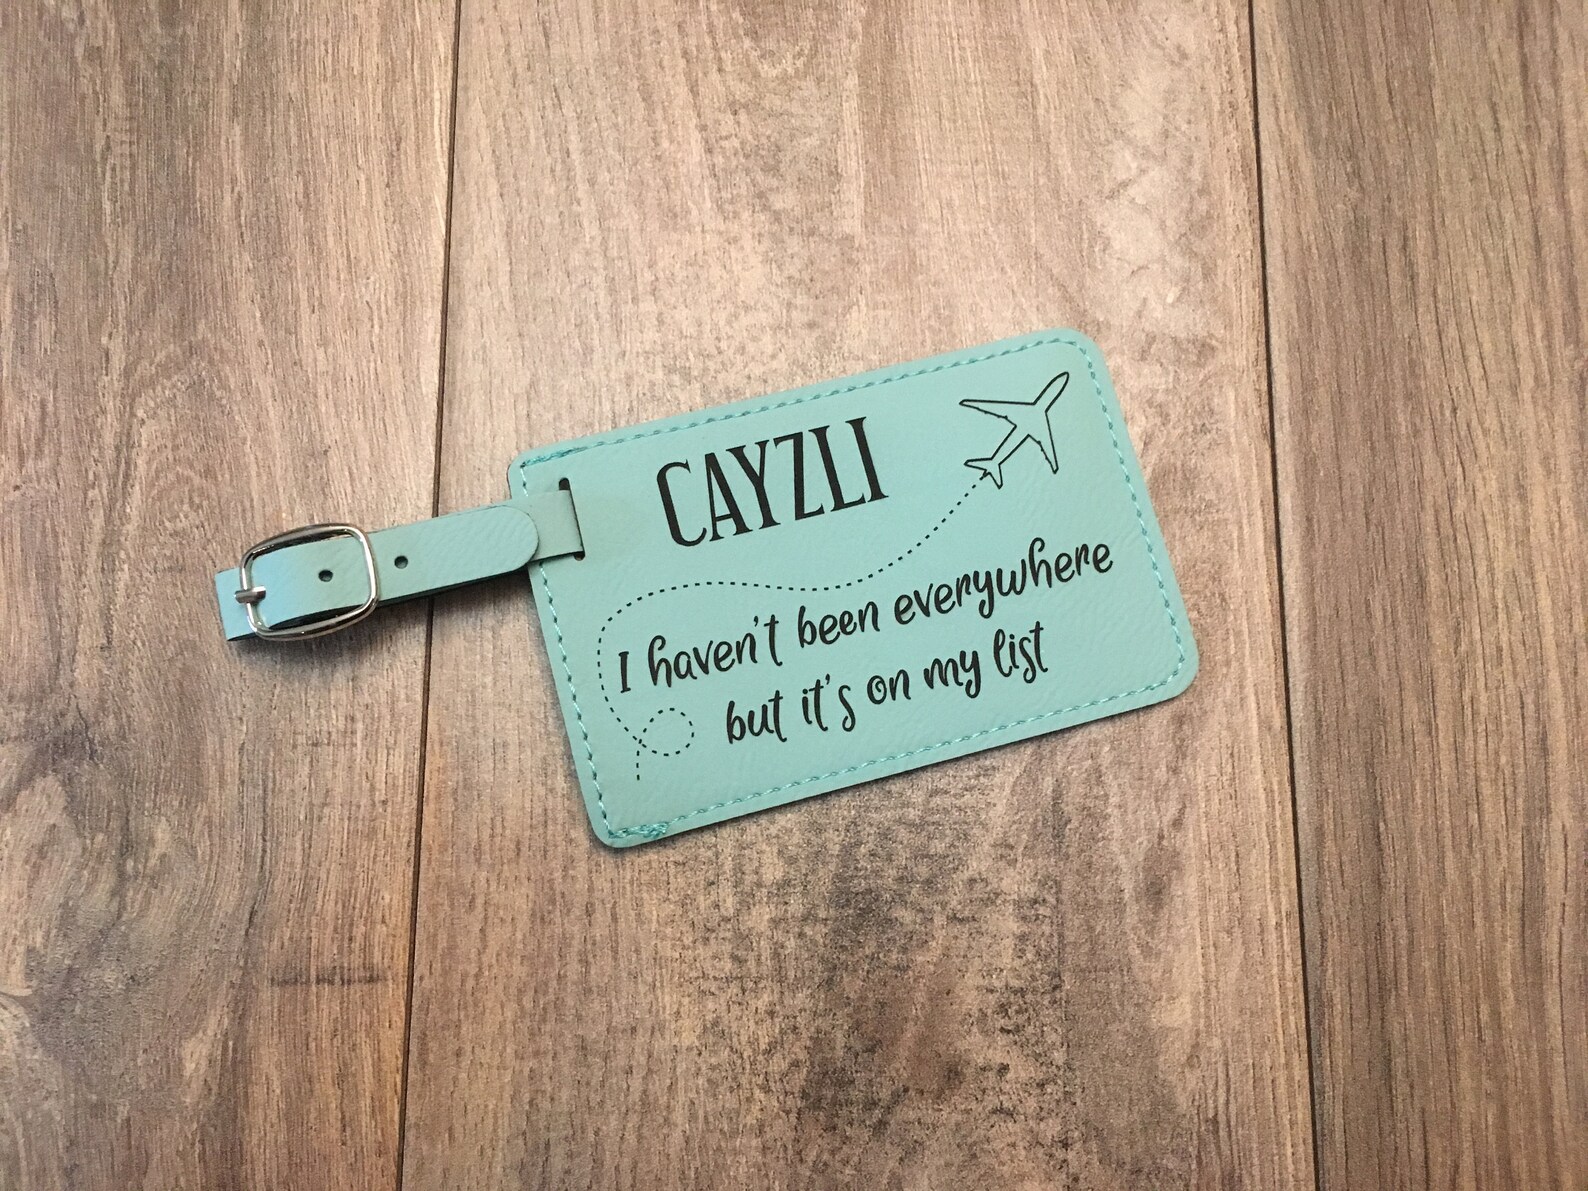 CAYZLI
I haven't been everywhere
but it's on my list